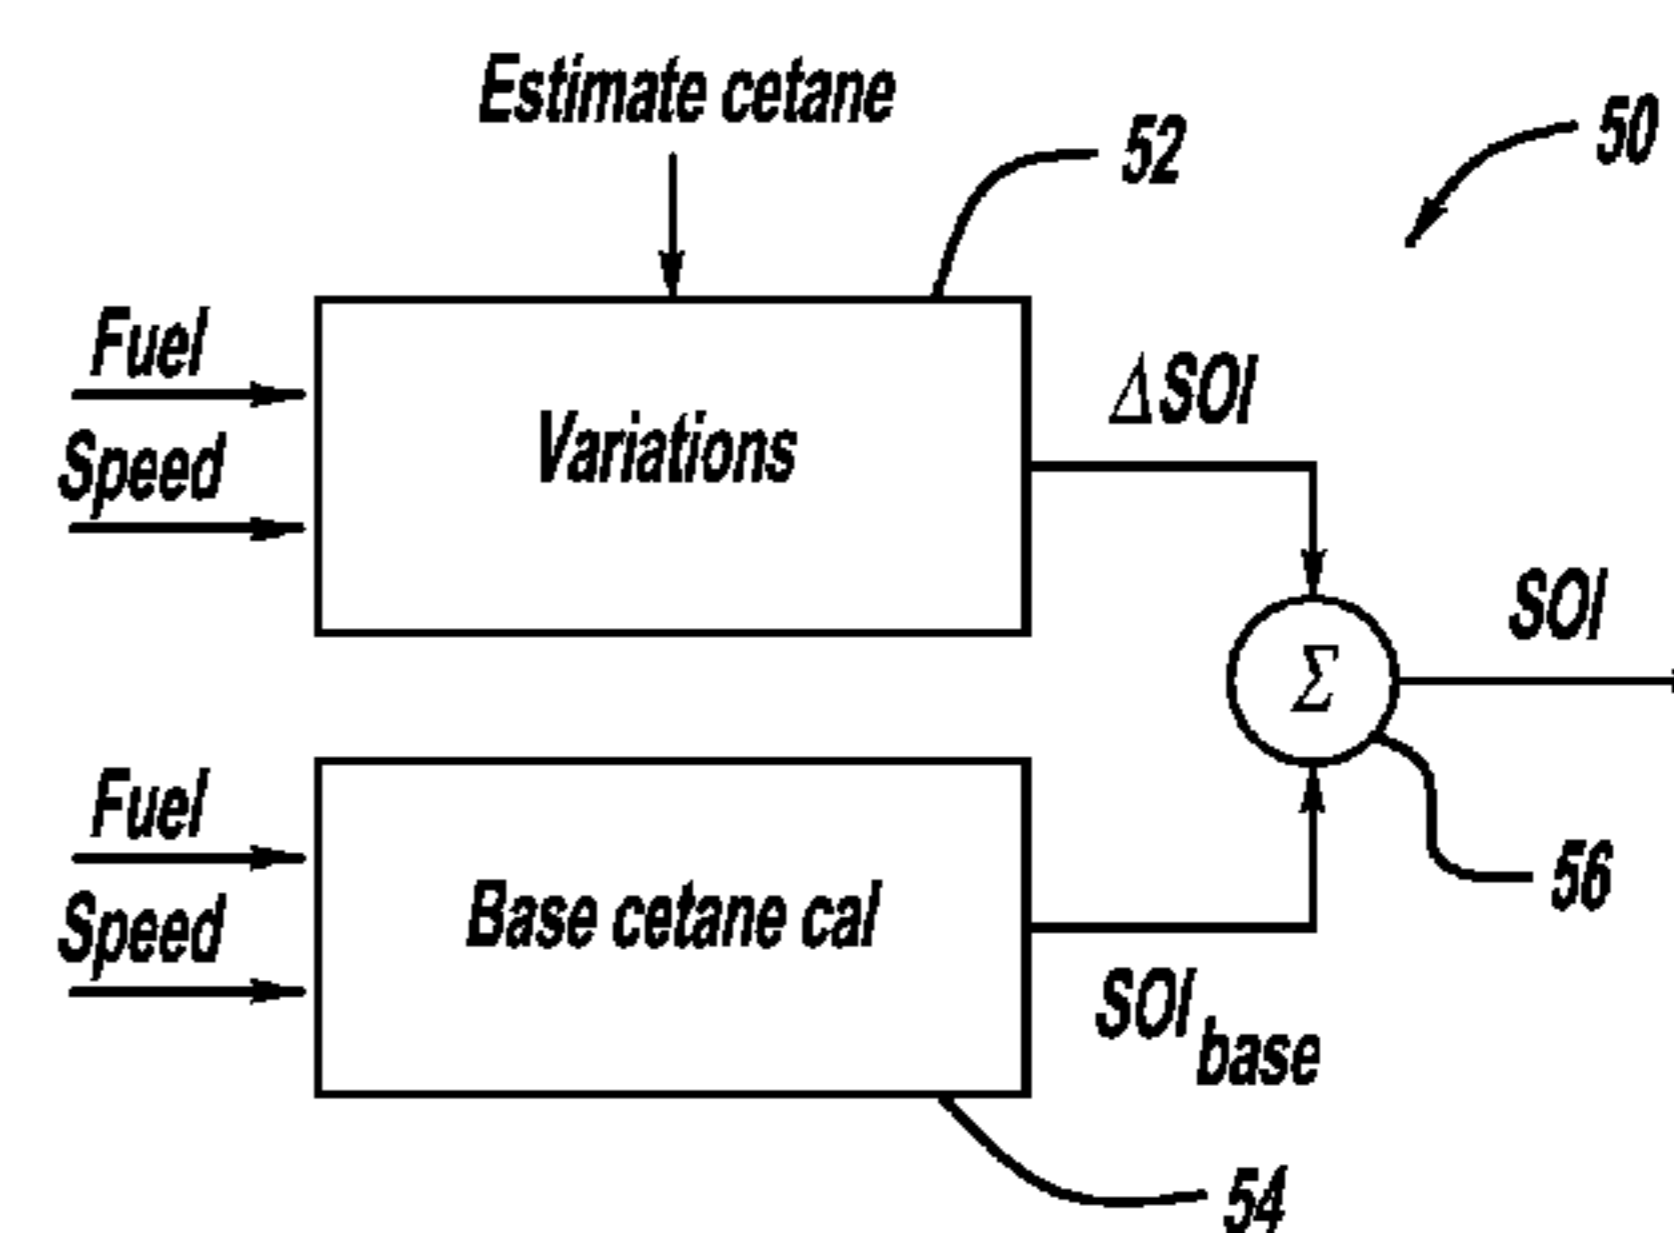 Estimate cetane
52
50
Fuel
Speed
Variations
ΔSOI
Σ
SOI
Fuel
Speed
Base cetane cal
SOI base
56
54